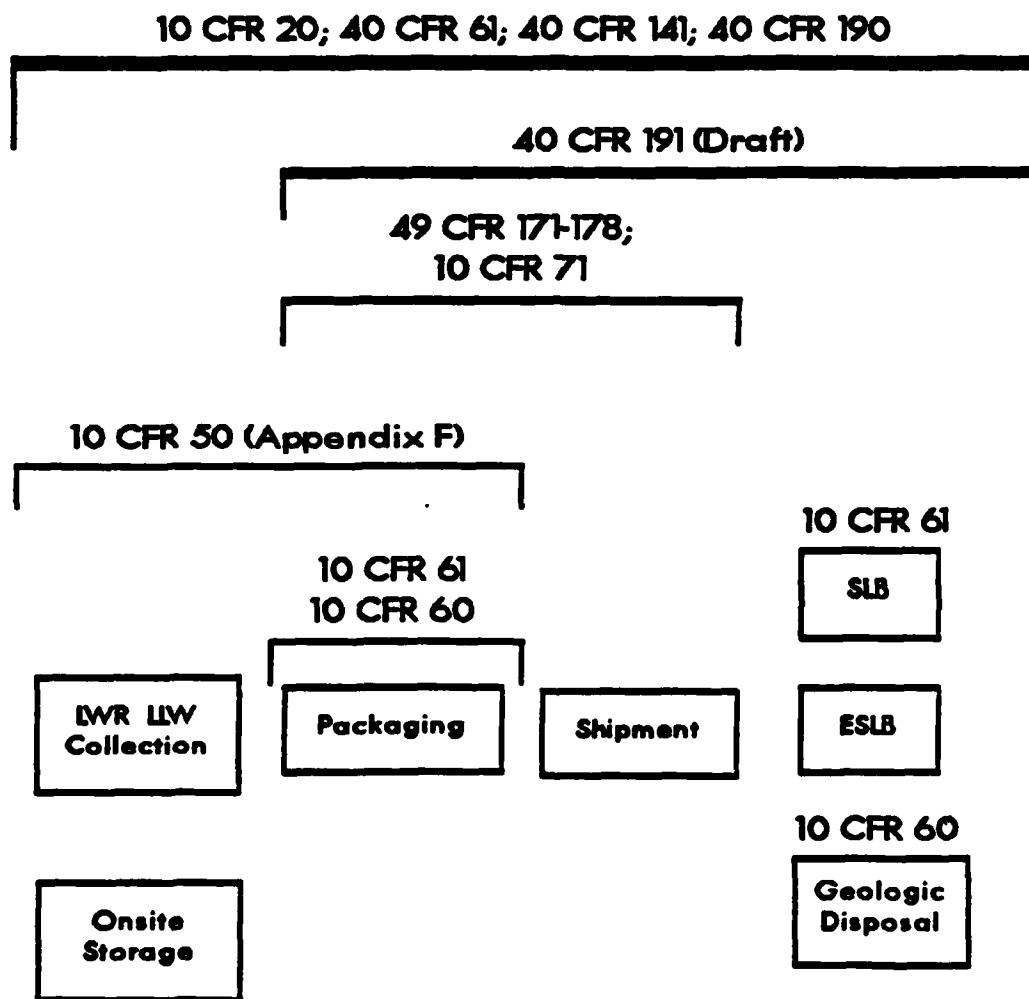 10 CFR 20; 40 CFR 61; 40 CFR 141; 40 CFR 190
40 CFR 191 (Draft)
49 CFR 171-178;
10 CFR 71
10 CFR 50 (Appendix F)
10 CFR 61
SLB
10 CFR 61
10 CFR 60
LWR LLW
Collection
Packaging
Shipment
ESLB
10 CFR 60
Onsite
Storage
Geologic
Disposal